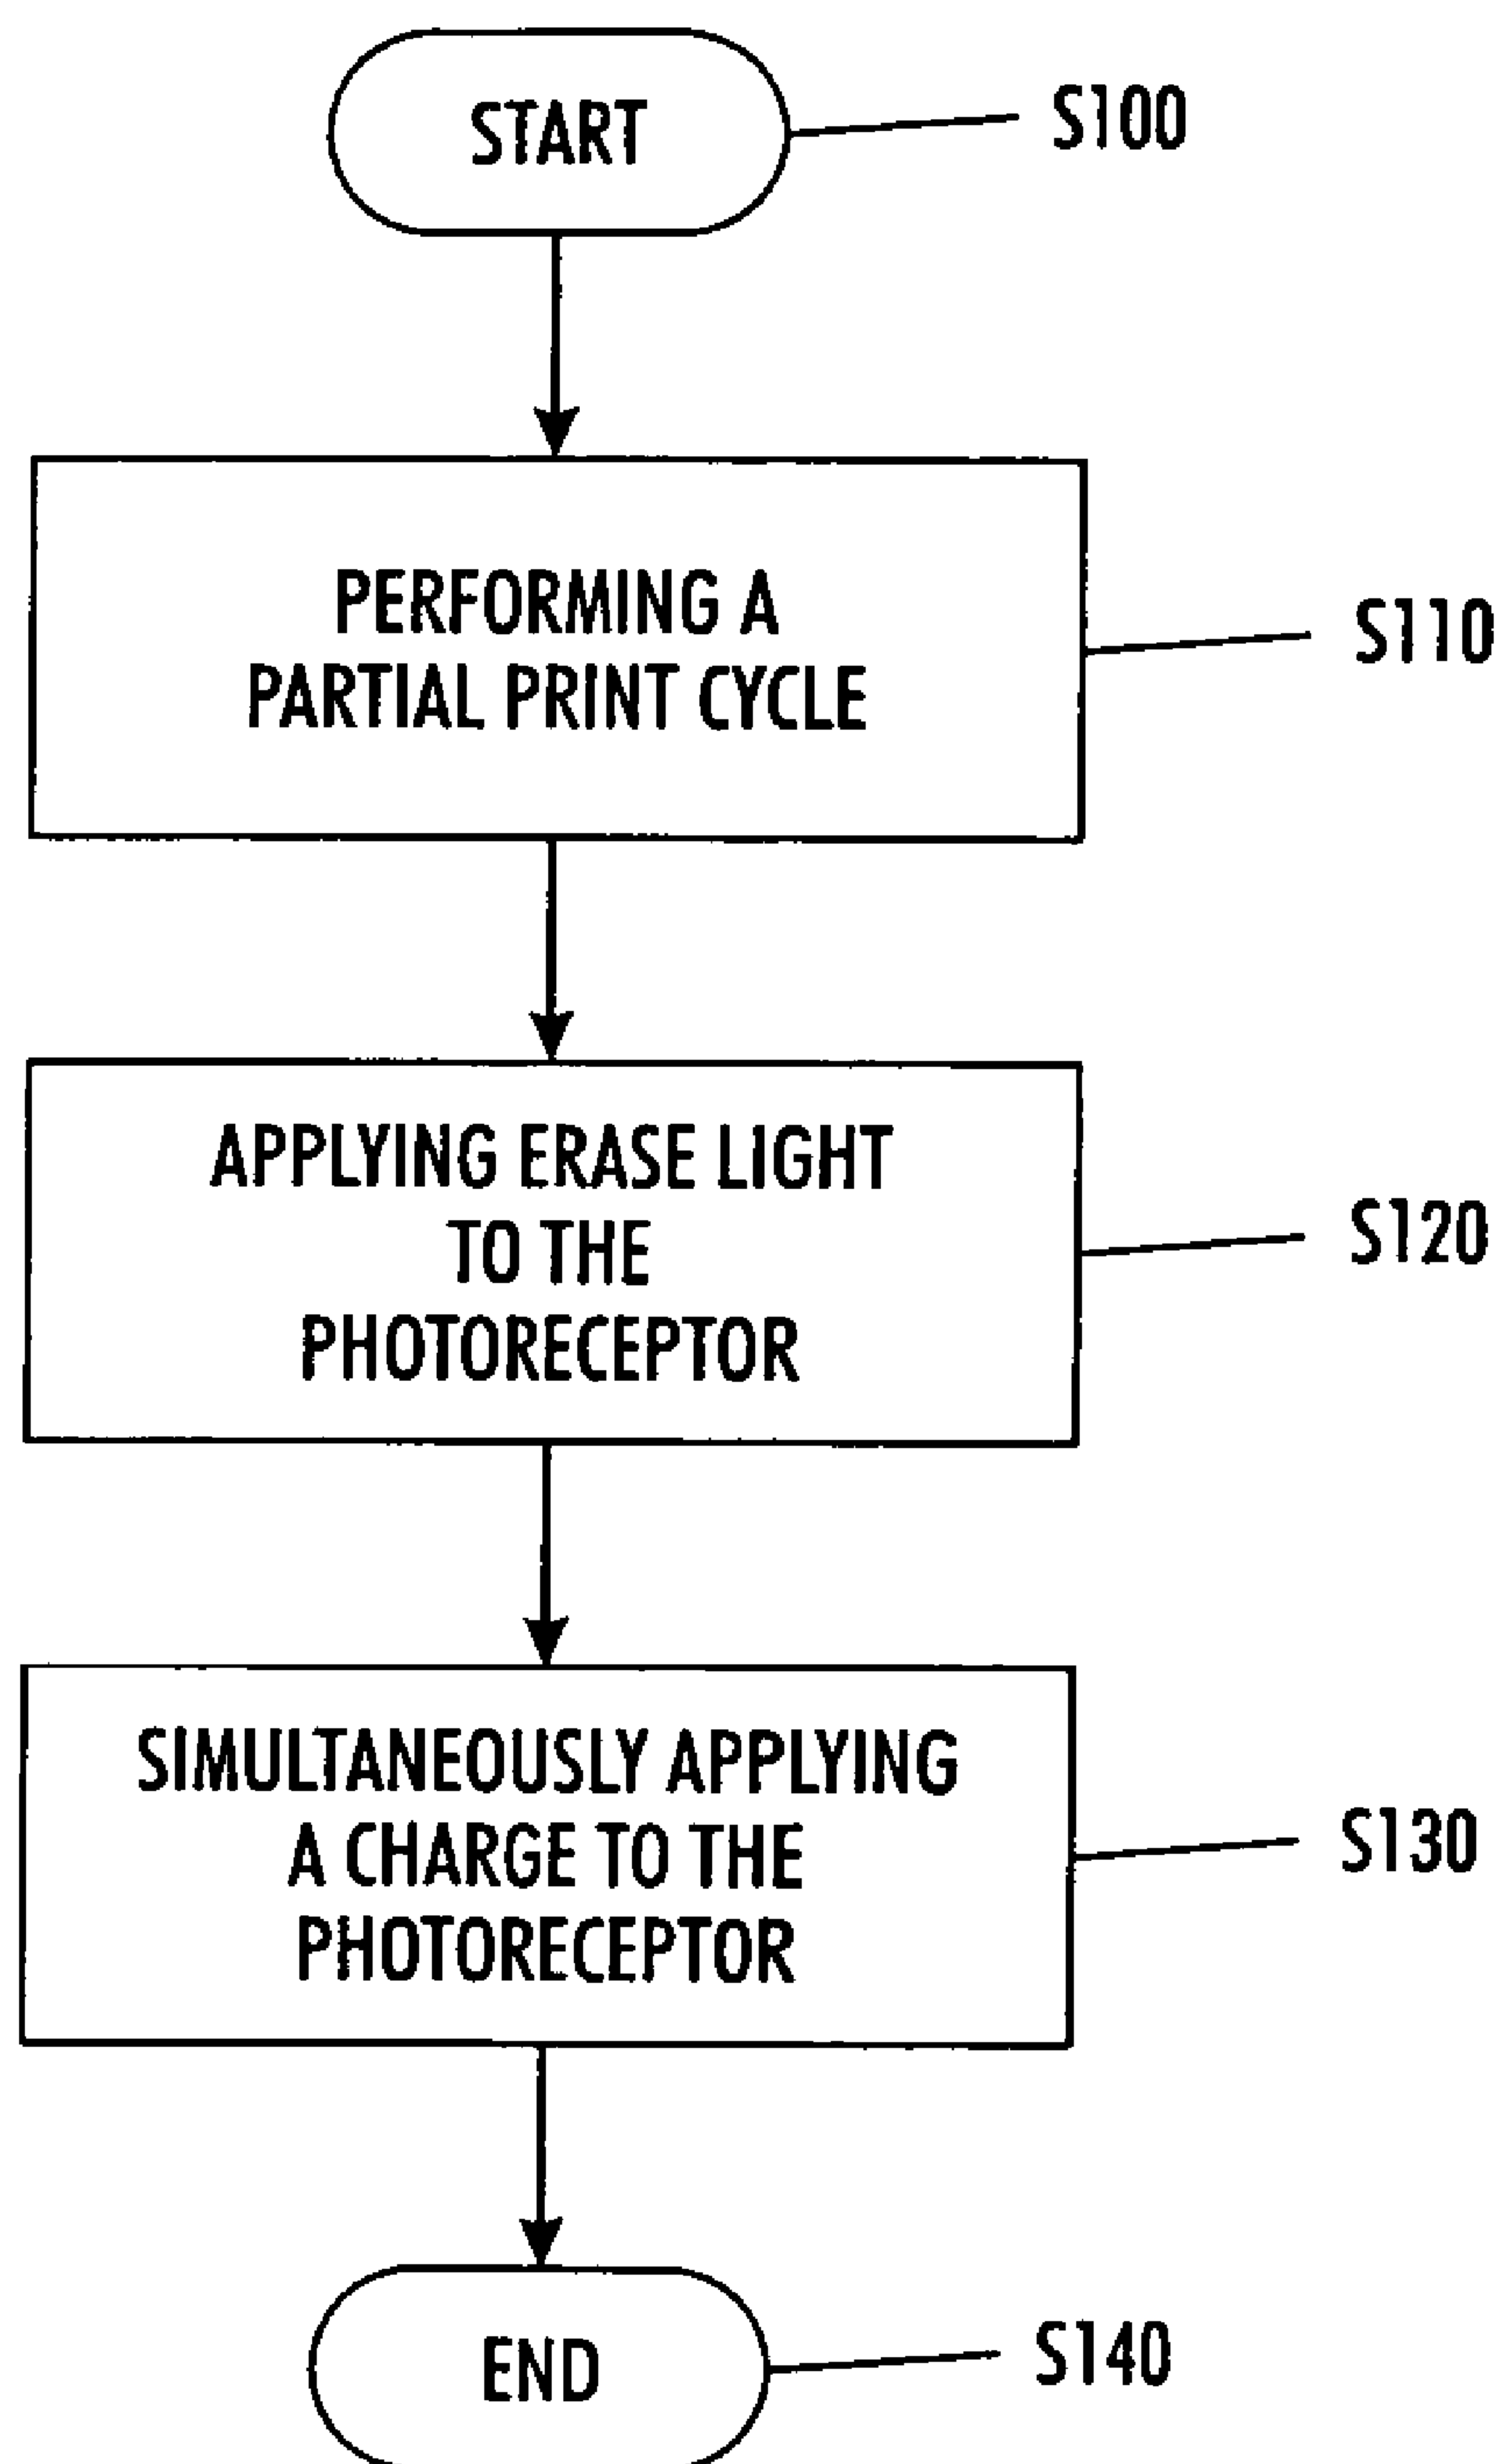 START
S100
PERFORMING A
PARTIAL PRINT CYCLE
S110
APPLYING ERASE LIGHT
TO THE
PHOTORECEPTOR
S120
SIMULTANEOUSLY APPLYING
A CHARGE TO THE
PHOTORECEPTOR
S130
END
S140